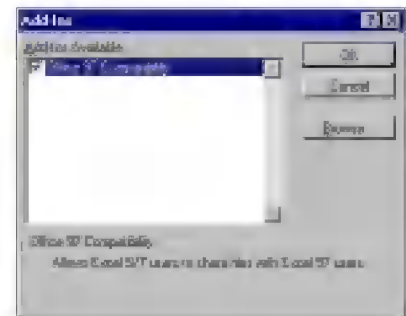 Add-Ins
Add-Ins Available:
Office 97 Compatibility
OK
Cancel
Browse...
Office 97 Compatibility
Allows Excel 5/7 users to share files with Excel 97 users